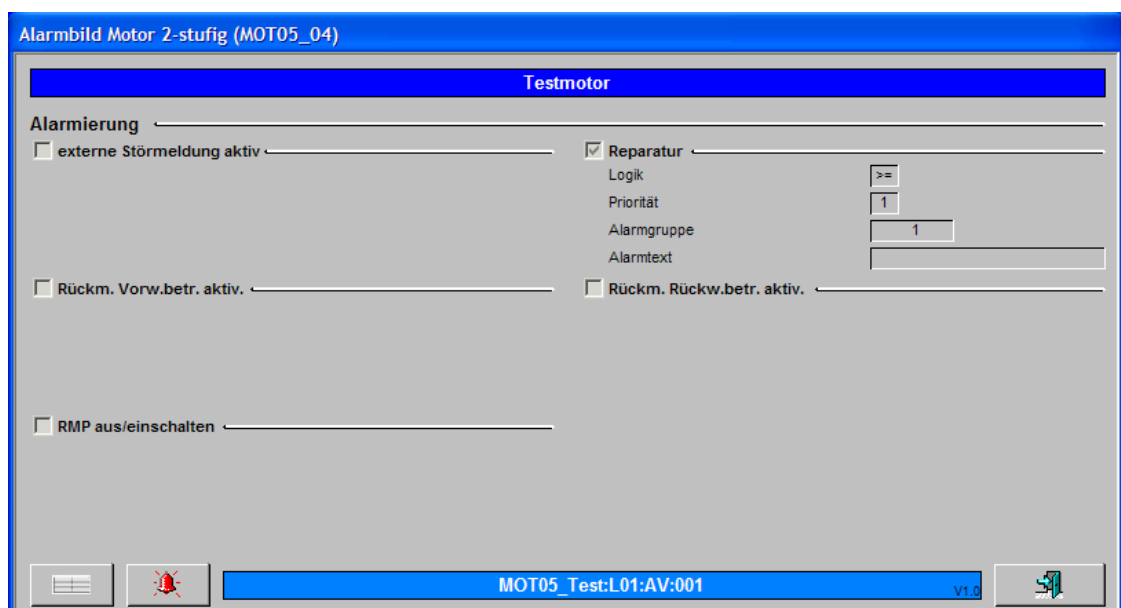 Alarmbild Motor 2-stufig (MOT05_04)
Testmotor
Alarmierung
externe Störmeldung aktiv
Reparatur
Logik >=
Priorität 1
Alarmgruppe 1
Alarmtext
Rückm. Vorw.betr. aktiv.
Rückm. Rückw.betr. aktiv.
RMP aus/einschalten
MOT05_Test:L01:AV:001
V1.0